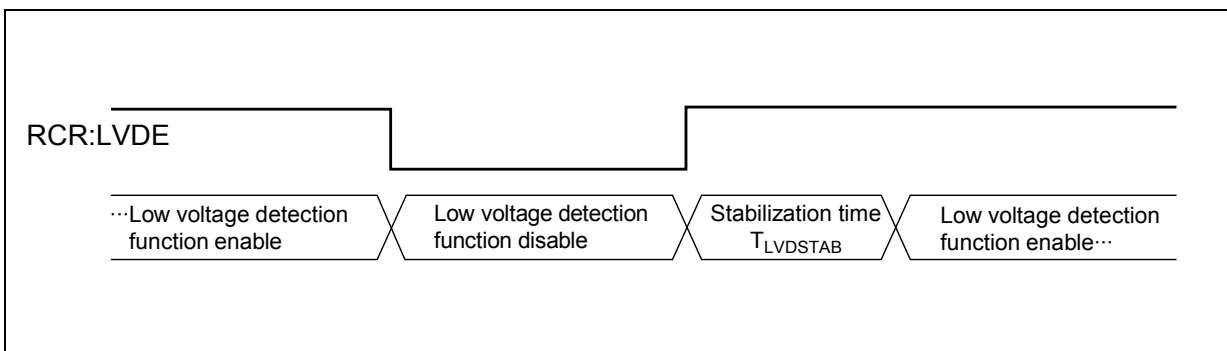 RCR:LVDE
···Low voltage detection
function enable
Low voltage detection
function disable
Stabilization time
TLVDSTAB
Low voltage detection
function enable···